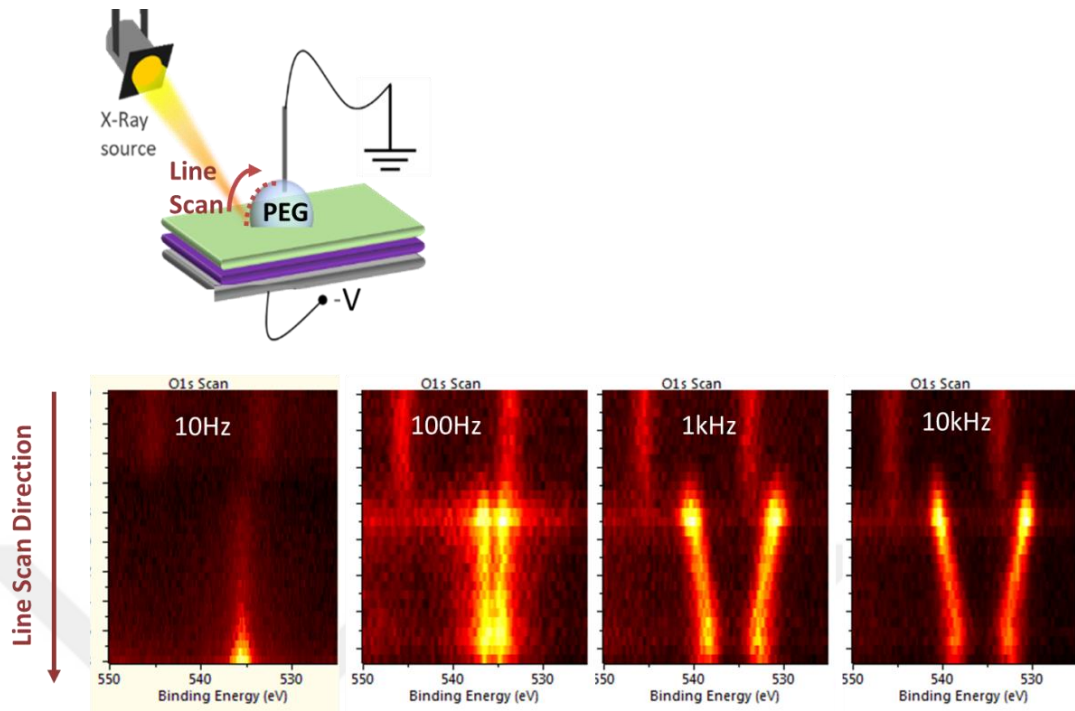 X-Ray
source
Line
Scan
PEG
-V
Line Scan Direction
O1s Scan
10Hz
550
540
530
Binding Energy (eV)
O1s Scan
100Hz
550
540
530
Binding Energy (eV)
O1s Scan
1kHz
550
540
530
Binding Energy (eV)
O1s Scan
10kHz
550
540
530
Binding Energy (eV)